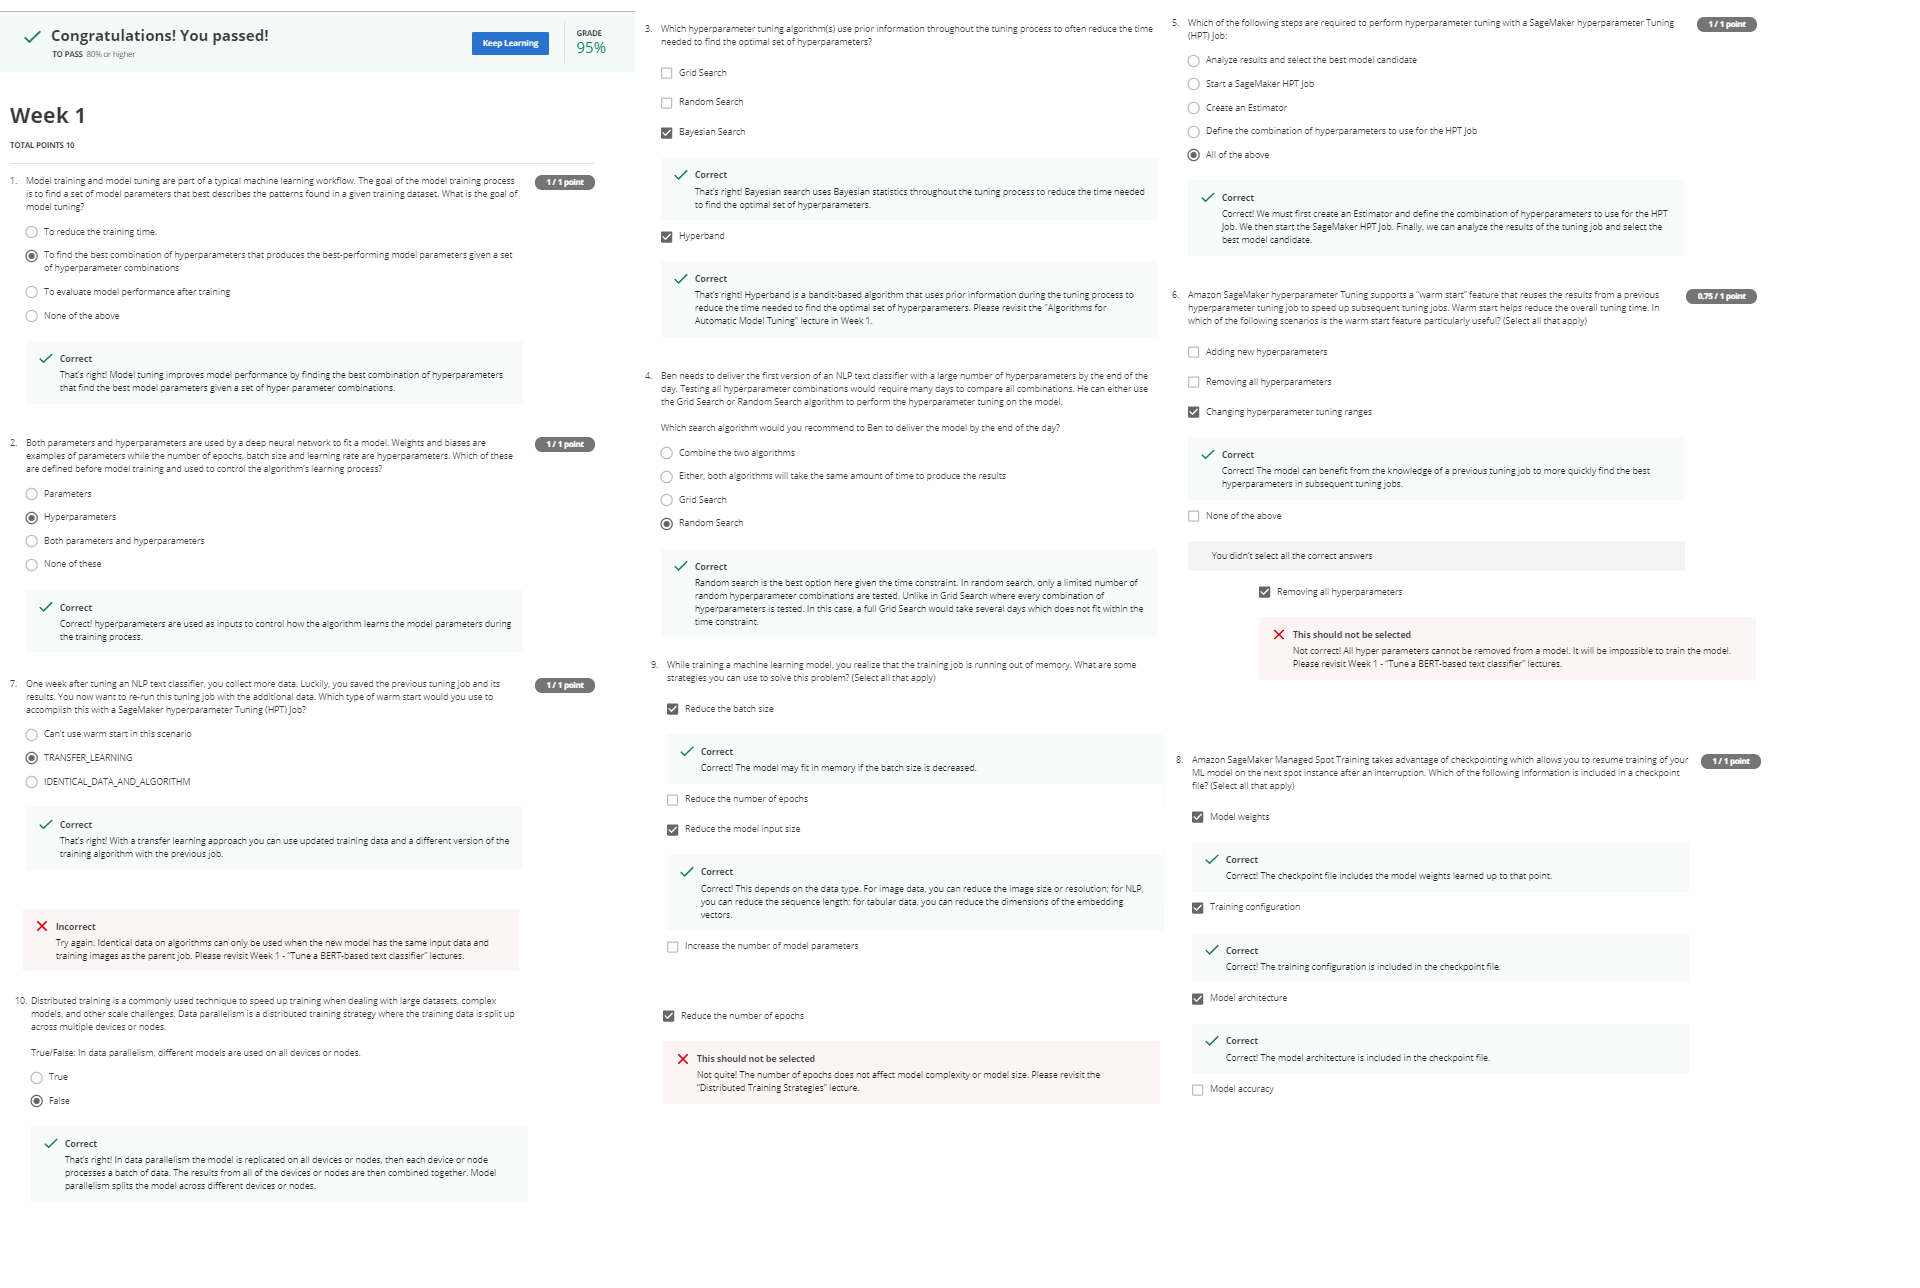 Congratulations! You passed!
TO PASS 80% or higher
Keep Learning
GRADE
95%
Week 1
TOTAL POINTS 10
1. Model training and model tuning are part of a typical machine learning workflow. The goal of the model training process
is to find a set of model parameters that best describes the patterns found in a given training dataset. What is the goal of
model tuning?
1 / 1 point
To reduce the training time.
To find the best combination of hyperparameters that produces the best-performing model parameters given a set
of hyperparameter combinations
To evaluate model performance after training
None of the above
Correct
That's right! Model tuning improves model performance by finding the best combination of hyperparameters
that find the best model parameters given a set of hyper parameter combinations.
2. Both parameters and hyperparameters are used by a deep neural network to fit a model. Weights and biases are
examples of parameters while the number of epochs, batch size and learning rate are hyperparameters. Which of these
are defined before model training and used to control the algorithm's learning process?
1 / 1 point
Parameters
Hyperparameters
Both parameters and hyperparameters
None of these
Correct
Correct! hyperparameters are used as inputs to control how the algorithm learns the model parameters during
the training process.
7. One week after tuning an NLP text classifier, you collect more data. Luckily, you saved the previous tuning job and its
results. You now want to re-run this tuning job with the additional data. Which type of warm start would you use to
accomplish this with a SageMaker hyperparameter Tuning (HPT) Job?
1 / 1 point
Can't use warm start in this scenario
TRANSFER_LEARNING
IDENTICAL_DATA_AND_ALGORITHM
Correct
That's right! With a transfer learning approach you can use updated training data and a different version of the
training algorithm with the previous job.
Incorrect
Try again. Identical data on algorithms can only be used when the new model has the same input data and
training images as the parent job. Please revisit Week 1 - "Tune a BERT-based text classifier" lectures.
10. Distributed training is a commonly used technique to speed up training when dealing with large datasets, complex
models, and other scale challenges. Data parallelism is a distributed training strategy where the training data is split up
across multiple devices or nodes.
True/False: In data parallelism, different models are used on all devices or nodes.
True
False
Correct
That's right! In data parallelism the model is replicated on all devices or nodes, then each device or node
processes a batch of data. The results from all of the devices or nodes are then combined together. Model
parallelism splits the model across different devices or nodes.
3. Which hyperparameter tuning algorithm(s) use prior information throughout the tuning process to often reduce the time
needed to find the optimal set of hyperparameters?
Grid Search
Random Search
Bayesian Search
Correct
That's right! Bayesian search uses Bayesian statistics throughout the tuning process to reduce the time needed
to find the optimal set of hyperparameters.
Hyperband
Correct
That's right! Hyperband is a bandit-based algorithm that uses prior information during the tuning process to
reduce the time needed to find the optimal set of hyperparameters. Please revisit the "Algorithms for
Automatic Model Tuning" lecture in Week 1.
4. Ben needs to deliver the first version of an NLP text classifier with a large number of hyperparameters by the end of the
day. Testing all hyperparameter combinations would require many days to compare all combinations. He can either use
the Grid Search or Random Search algorithm to perform the hyperparameter tuning on the model.
Which search algorithm would you recommend to Ben to deliver the model by the end of the day?
Combine the two algorithms
Either, both algorithms will take the same amount of time to produce the results
Grid Search
Random Search
Correct
Random search is the best option here given the time constraint. In random search, only a limited number of
random hyperparameter combinations are tested. Unlike in Grid Search where every combination of
hyperparameters is tested. In this case, a full Grid Search would take several days which does not fit within the
time constraint.
9. While training a machine learning model, you realize that the training job is running out of memory. What are some
strategies you can use to solve this problem? (Select all that apply)
Reduce the batch size
Correct
Correct! The model may fit in memory if the batch size is decreased.
Reduce the number of epochs
Reduce the model input size
Correct
Correct! This depends on the data type. For image data, you can reduce the image size or resolution; for NLP,
you can reduce the sequence length; for tabular data, you can reduce the dimensions of the embedding
vectors.
Increase the number of model parameters
Reduce the number of epochs
This should not be selected
Not quite! The number of epochs does not affect model complexity or model size. Please revisit the
"Distributed Training Strategies" lecture.
5. Which of the following steps are required to perform hyperparameter tuning with a SageMaker hyperparameter Tuning
(HPT) Job:
1 / 1 point
Analyze results and select the best model candidate
Start a SageMaker HPT Job
Create an Estimator
Define the combination of hyperparameters to use for the HPT Job
All of the above
Correct
Correct! We must first create an Estimator and define the combination of hyperparameters to use for the HPT
Job. We then start the SageMaker HPT Job. Finally, we can analyze the results of the tuning job and select the
best model candidate.
6. Amazon SageMaker hyperparameter Tuning supports a "warm start" feature that reuses the results from a previous
hyperparameter tuning job to speed up subsequent tuning jobs. Warm start helps reduce the overall tuning time. In
which of the following scenarios is the warm start feature particularly useful? (Select all that apply)
0.75 / 1 point
Adding new hyperparameters
Removing all hyperparameters
Changing hyperparameter tuning ranges
Correct
Correct! The model can benefit from the knowledge of a previous tuning job to more quickly find the best
hyperparameters in subsequent tuning jobs.
None of the above
You didn't select all the correct answers
Removing all hyperparameters
This should not be selected
Not correct! All hyper parameters cannot be removed from a model. It will be impossible to train the model.
Please revisit Week 1 - "Tune a BERT-based text classifier" lectures.
8. Amazon SageMaker Managed Spot Training takes advantage of checkpointing which allows you to resume training of your
ML model on the next spot instance after an interruption. Which of the following information is included in a checkpoint
file? (Select all that apply)
1 / 1 point
Model weights
Correct
Correct! The checkpoint file includes the model weights learned up to that point.
Training configuration
Correct
Correct! The training configuration is included in the checkpoint file.
Model architecture
Correct
Correct! The model architecture is included in the checkpoint file.
Model accuracy